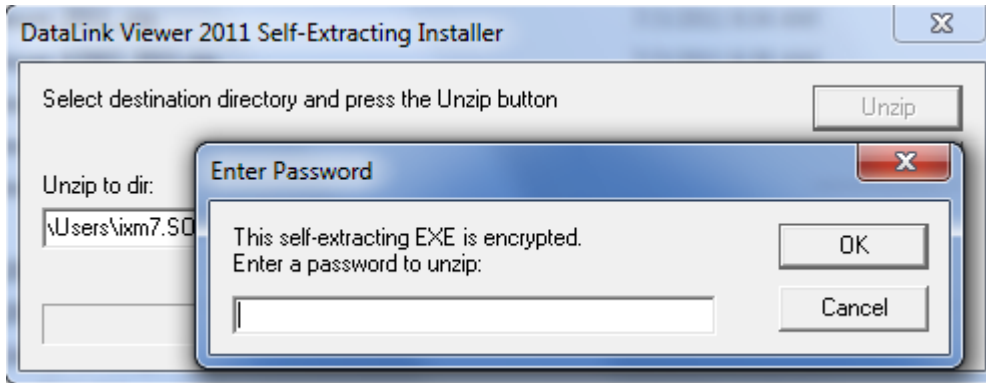 DataLink Viewer 2011 Self-Extracting Installer
Select destination directory and press the Unzip button
Unzip
Enter Password
Unzip to dir:
\Users\ixm7.SO
This self-extracting EXE is encrypted.
Enter a password to unzip:
OK
Cancel